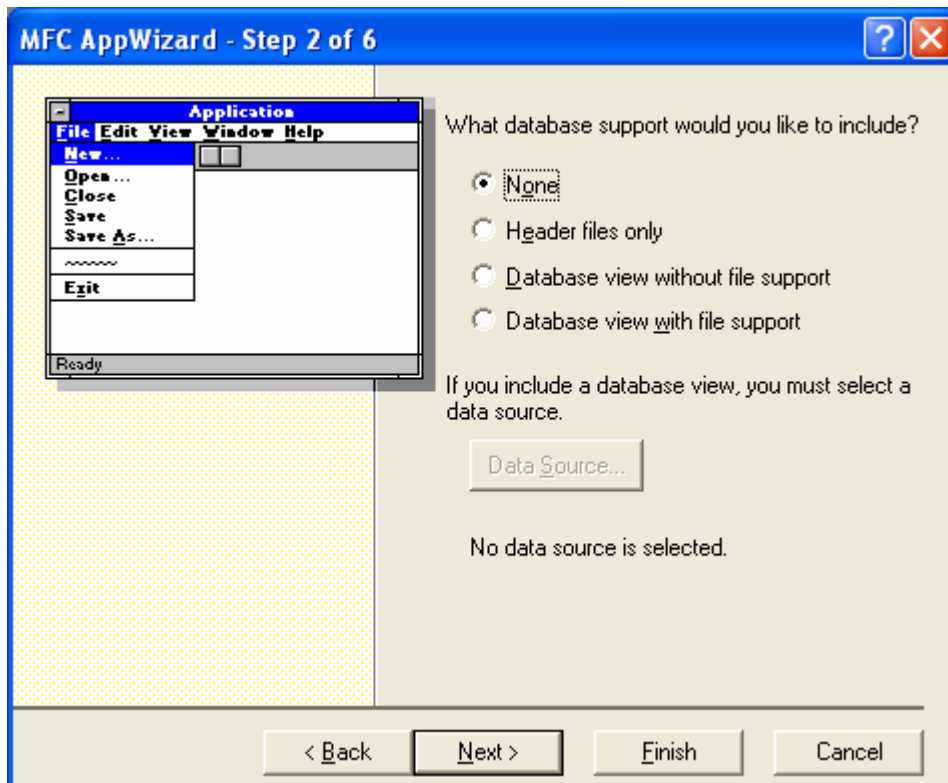 MFC AppWizard - Step 2 of 6
Application
File Edit View Window Help
New...
Open...
Close
Save
Save As...
Exit
Ready
What database support would you like to include?
None
Header files only
Database view without file support
Database view with file support
If you include a database view, you must select a
data source.
Data Source...
No data source is selected.
< Back
Next >
Finish
Cancel